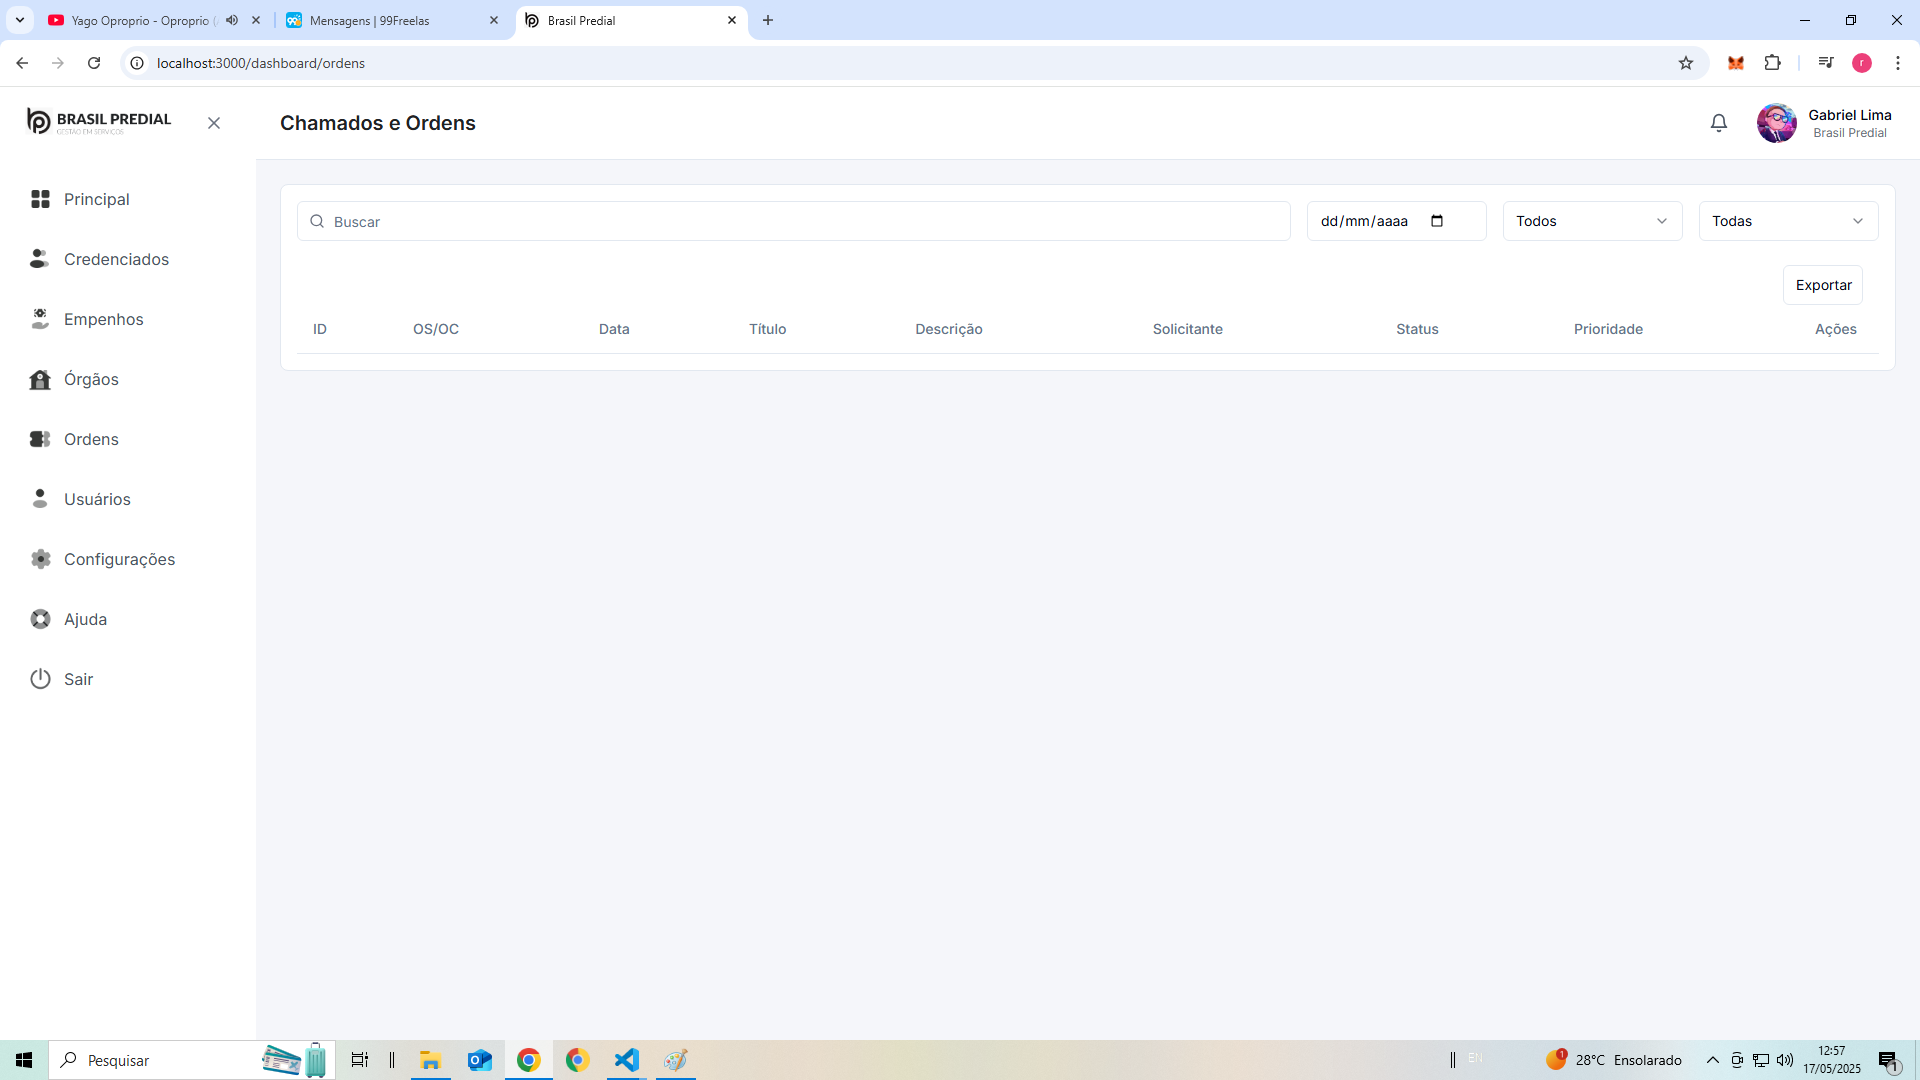 Yago Oproprio - Oproprio (
Mensagens | 99Freelas
Brasil Predial
localhost:3000/dashboard/ordens
r
BRASIL PREDIAL
GESTÃO EM SERVIÇOS
Chamados e Ordens
Gabriel Lima
Brasil Predial
Principal
Credenciados
Empenhos
Órgãos
Ordens
Usuários
Configurações
Ajuda
Sair
Buscar
dd/mm/aaaa
Todos
Todas
Exportar
ID OS/OC Data Título Descrição Solicitante Status Prioridade Ações
Pesquisar
EN
1
28°C Ensolarado
12:57
17/05/2025
1